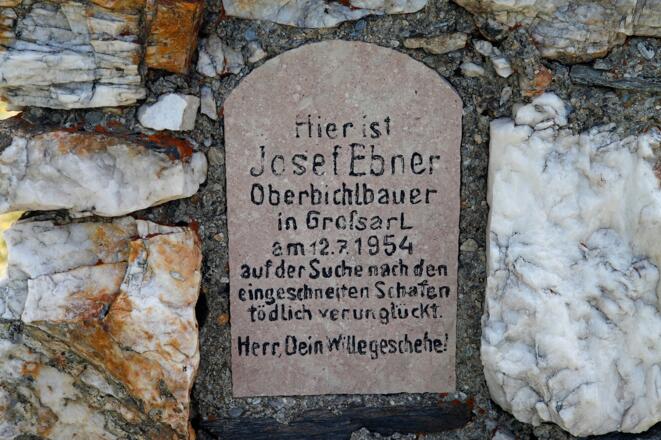 Hier ist
Josef Ebner
Oberbichlbauer
in Großarl
am 12.7.1954
auf der Suche nach den
eingeschneiten Schafen
tödlich verunglückt.
Herr, Dein Wille geschehe!